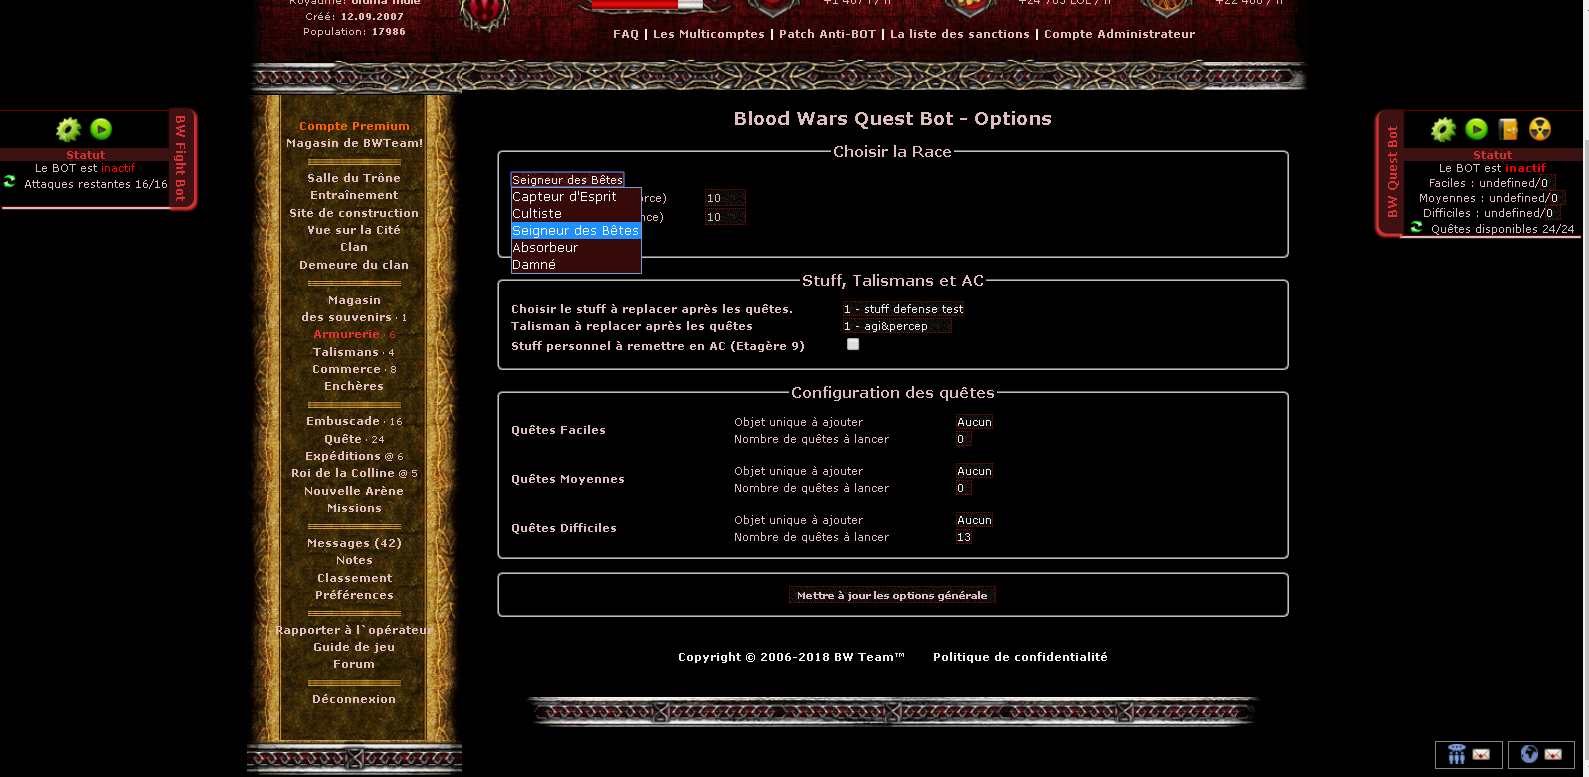 Royaume: Ultima Indie
Créé: 12.09.2007
Population: 17986
FAQ | Les Multicomptes | Patch Anti-BOT | La liste des sanctions | Compte Administrateur
BW Fight Bot
Statut
Le BOT est inactif
Attaques restantes 16/16
Compte Premium
Magasin de BWTeam!
Salle du Trône
Entraînement
Site de construction
Vue sur la Cité
Clan
Demeure du clan
Magasin
des souvenirs · 1
Armurerie · 6
Talismans · 4
Commerce · 8
Enchères
Embuscade · 16
Quête · 24
Expéditions @ 6
Roi de la Colline @ 5
Nouvelle Arène
Missions
Messages (42)
Notes
Classement
Préférences
Rapporter à l`opérateur
Guide de jeu
Forum
Déconnexion
Blood Wars Quest Bot - Options
Choisir la Race
Seigneur des Bêtes
Capteur d'Esprit
Cultiste
Seigneur des Bêtes
Absorbeur
Damné
rce) 10
nce) 10
Stuff, Talismans et AC
Choisir le stuff à replacer après les quêtes. 1 - stuff defense test
Talisman à replacer après les quêtes 1 - agi&percep
Stuff personnel à remettre en AC (Etagère 9)
Configuration des quêtes
Quêtes Faciles
Objet unique à ajouter Aucun
Nombre de quêtes à lancer 0
Quêtes Moyennes
Objet unique à ajouter Aucun
Nombre de quêtes à lancer 0
Quêtes Difficiles
Objet unique à ajouter Aucun
Nombre de quêtes à lancer 13
Mettre à jour les options générale
Copyright © 2006-2018 BW Team™ Politique de confidentialité
BW Quest Bot
Statut
Le BOT est inactif
Faciles : undefined/0
Moyennes : undefined/0
Difficiles : undefined/0
Quêtes disponibles 24/24